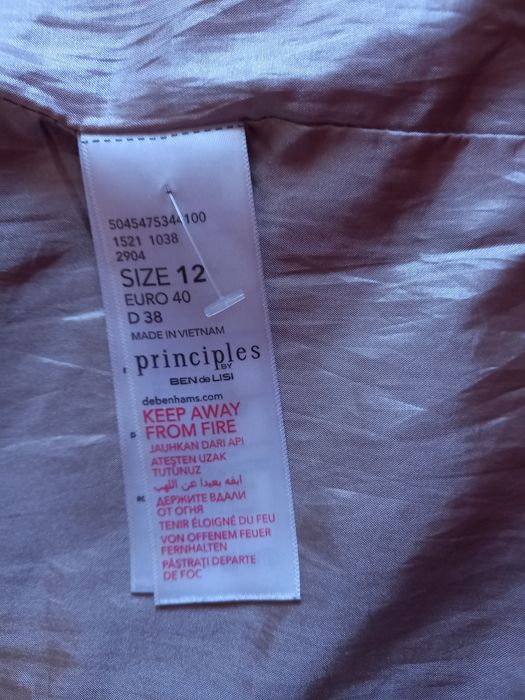 5045475344100
1521 1038
2904
SIZE 12
EURO 40
D 38
MADE IN VIETNAM
principles
BY
BEN de LISI
debenhams.com
KEEP AWAY
FROM FIRE
JAUHKAN DARI API
ATEŞTEN UZAK
TUTUNUZ
ابقه بعيدا عن اللهب
ДЕРЖИТЕ ВДАЛИ
ОТ ОГНЯ
TENIR ÉLOIGNÉ DU FEU
VON OFFENEM FEUER
FERNHALTEN
PĂSTRAŢI DEPARTE
DE FOC